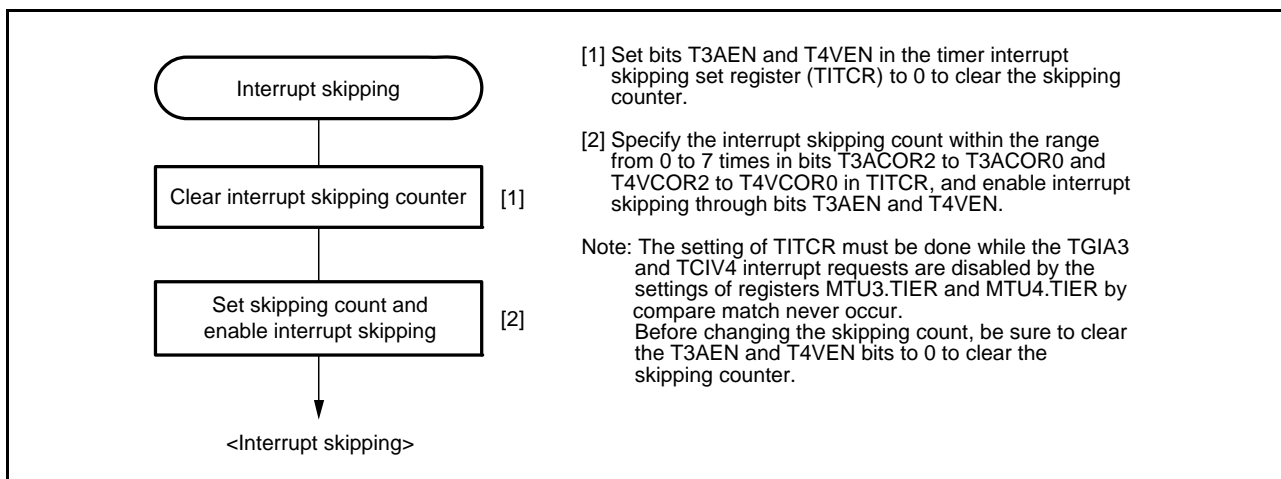 Interrupt skipping
Clear interrupt skipping counter
[1]
Set skipping count and
enable interrupt skipping
[2]
<Interrupt skipping>
[1] Set bits T3AEN and T4VEN in the timer interrupt
skipping set register (TITCR) to 0 to clear the skipping
counter.
[2] Specify the interrupt skipping count within the range
from 0 to 7 times in bits T3ACOR2 to T3ACOR0 and
T4VCOR2 to T4VCOR0 in TITCR, and enable interrupt
skipping through bits T3AEN and T4VEN.
Note: The setting of TITCR must be done while the TGIA3
and TCIV4 interrupt requests are disabled by the
settings of registers MTU3.TIER and MTU4.TIER by
compare match never occur.
Before changing the skipping count, be sure to clear
the T3AEN and T4VEN bits to 0 to clear the
skipping counter.